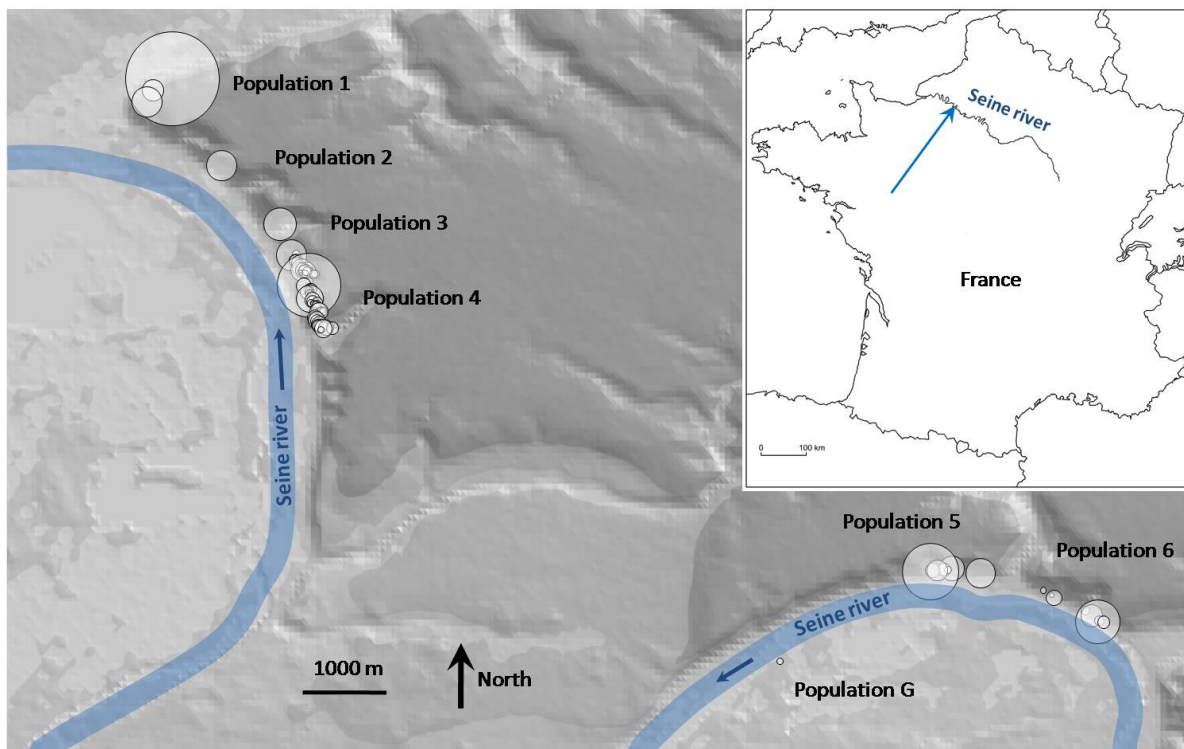 Population 1
Population 2
Population 3
Population 4
Seine river
1000 m
North
Population 5
Population 6
Seine river
Population G
Seine river
France
0 100 km